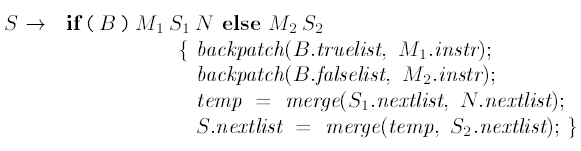 S → if ( B ) M₁ S₁ N else M₂ S₂
{ backpatch(B.truelist, M₁.instr);
backpatch(B.falselist, M₂.instr);
temp = merge(S₁.nextlist, N.nextlist);
S.nextlist = merge(temp, S₂.nextlist); }